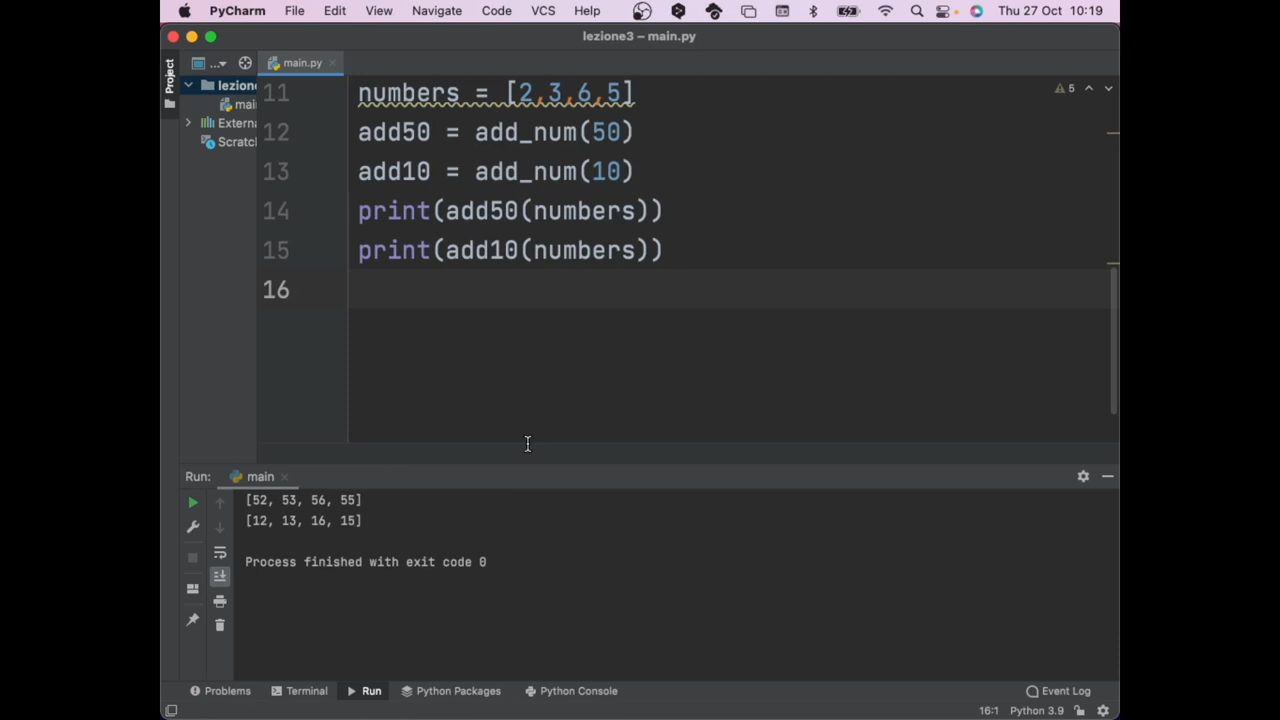 PyCharm File Edit View Navigate Code VCS Help Thu 27 Oct 10:19
lezione3 – main.py
Project
...
main.py
lezione
mai
Externa
Scratch
11 numbers = [2,3,6,5]
12 add50 = add_num(50)
13 add10 = add_num(10)
14 print(add50(numbers))
15 print(add10(numbers))
16
5
Run: main
[52, 53, 56, 55]
[12, 13, 16, 15]
Process finished with exit code 0
Problems Terminal Run Python Packages Python Console Event Log
16:1 Python 3.9